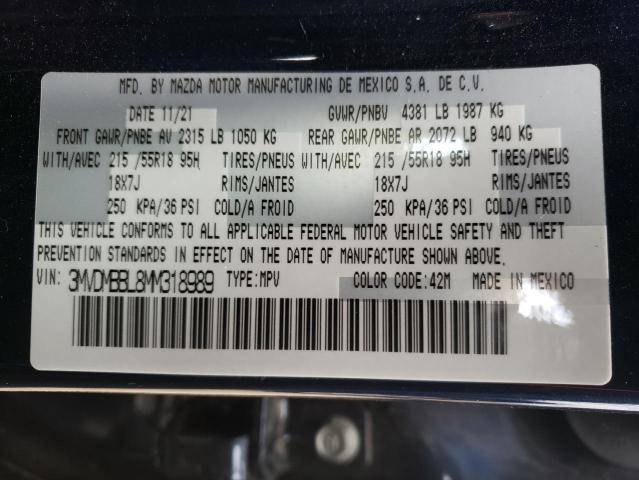 MFD. BY MAZDA MOTOR MANUFACTURING DE MEXICO S.A. DE C.V.
DATE 11/21 GVWR/PNBV 4381 LB 1987 KG
FRONT GAWR/PNBE AV 2315 LB 1050 KG REAR GAWR/PNBE AR 2072 LB 940 KG
WITH/AVEC 215 /55R18 95H TIRES/PNEUS WITH/AVEC 215 /55R18 95H TIRES/PNEUS
18X7J RIMS/JANTES 18X7J RIMS/JANTES
250 KPA/36 PSI COLD/A FROID 250 KPA/36 PSI COLD/A FROID
THIS VEHICLE CONFORMS TO ALL APPLICABLE FEDERAL MOTOR VEHICLE SAFETY AND THEFT
PREVENTION STANDARDS IN EFFECT ON THE DATE OF MANUFACTURE SHOWN ABOVE.
VIN: 3MVDMBBL8MM318989 TYPE:MPV COLOR CODE:42M MADE IN MEXICO